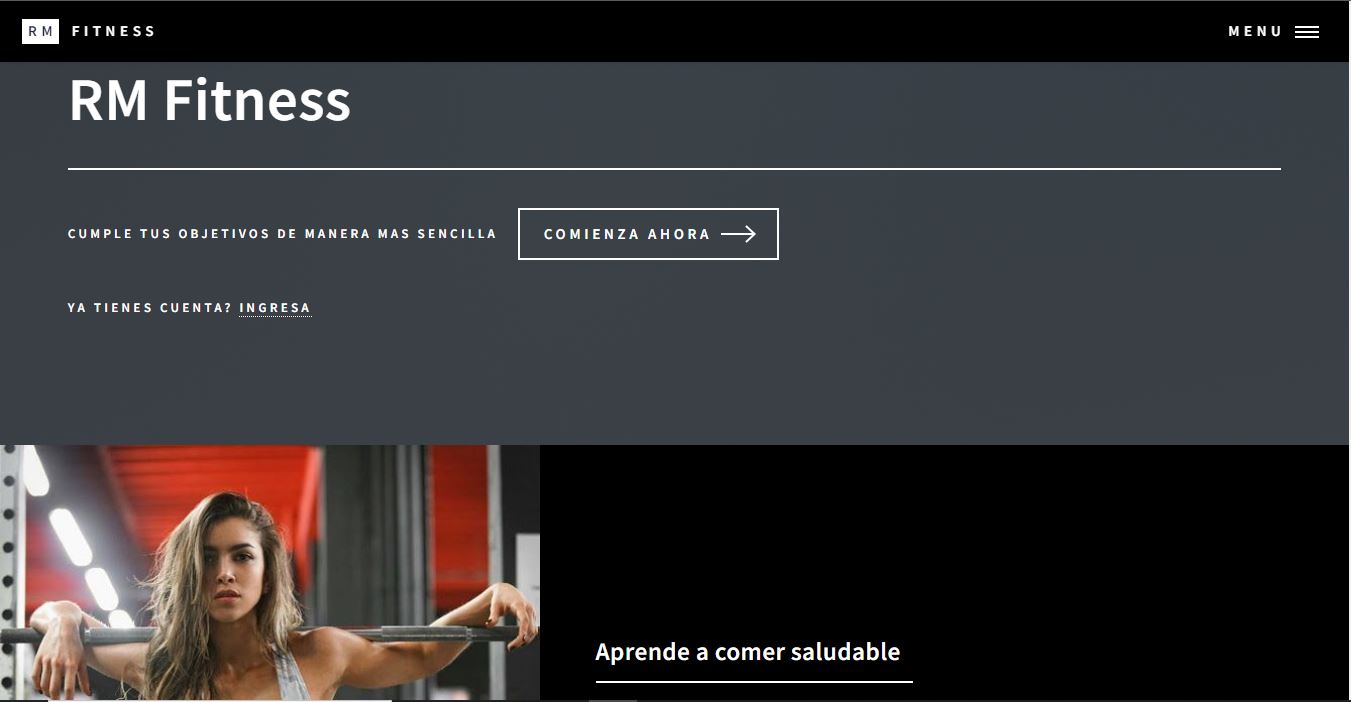 RM FITNESS
MENU
RM Fitness
CUMPLE TUS OBJETIVOS DE MANERA MAS SENCILLA
COMIENZA AHORA
YA TIENES CUENTA? INGRESA
Aprende a comer saludable